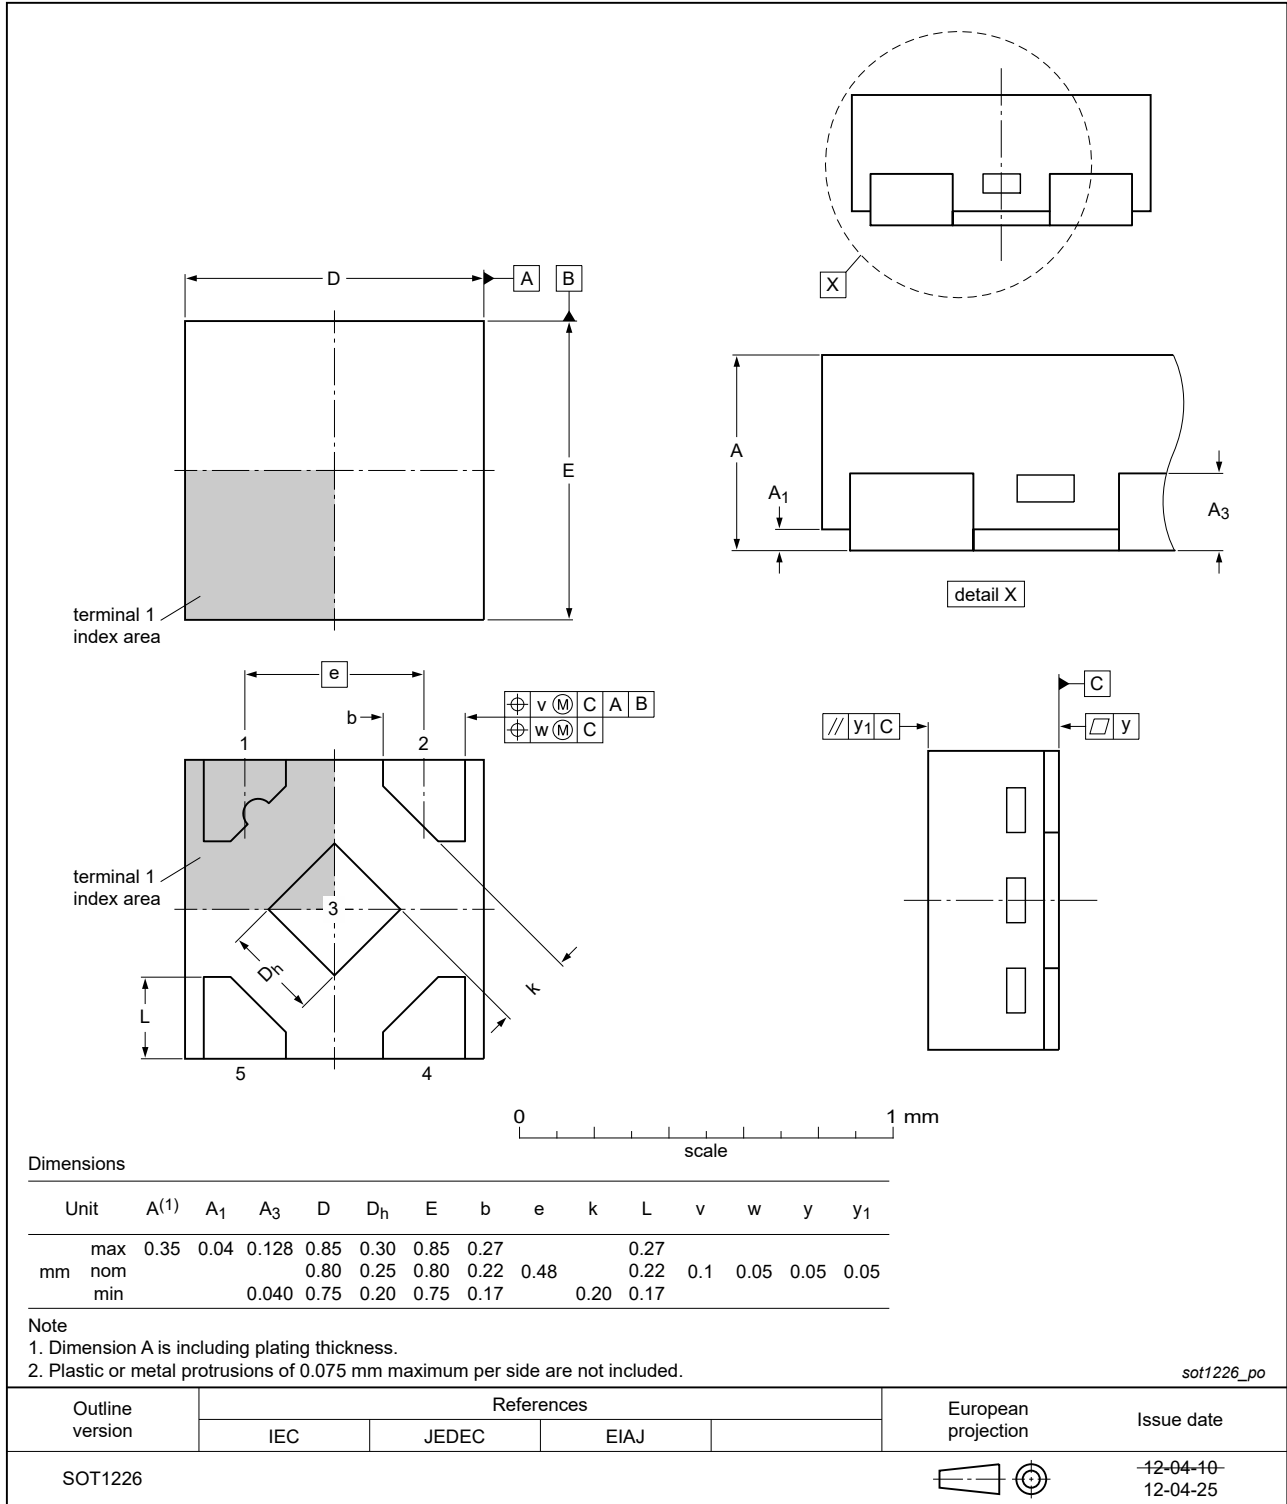 X
D
A
B
E
terminal 1
index area
A
A1
A3
detail X
e
b
v M C A B
w M C
1
2
terminal 1
index area
3
Dh
k
L
5
4
C
// y1 C
y
0
1 mm
scale
Dimensions
Unit A(1) A1 A3 D Dh E b e k L v w y y1
max 0.35 0.04 0.128 0.85 0.30 0.85 0.27 0.27
mm nom 0.80 0.25 0.80 0.22 0.48 0.22 0.1 0.05 0.05 0.05
min 0.040 0.75 0.20 0.75 0.17 0.20 0.17
Note
1. Dimension A is including plating thickness.
2. Plastic or metal protrusions of 0.075 mm maximum per side are not included.
sot1226_po
Outline
version
References
IEC JEDEC EIAJ
European
projection
Issue date
SOT1226
12-04-10
12-04-25